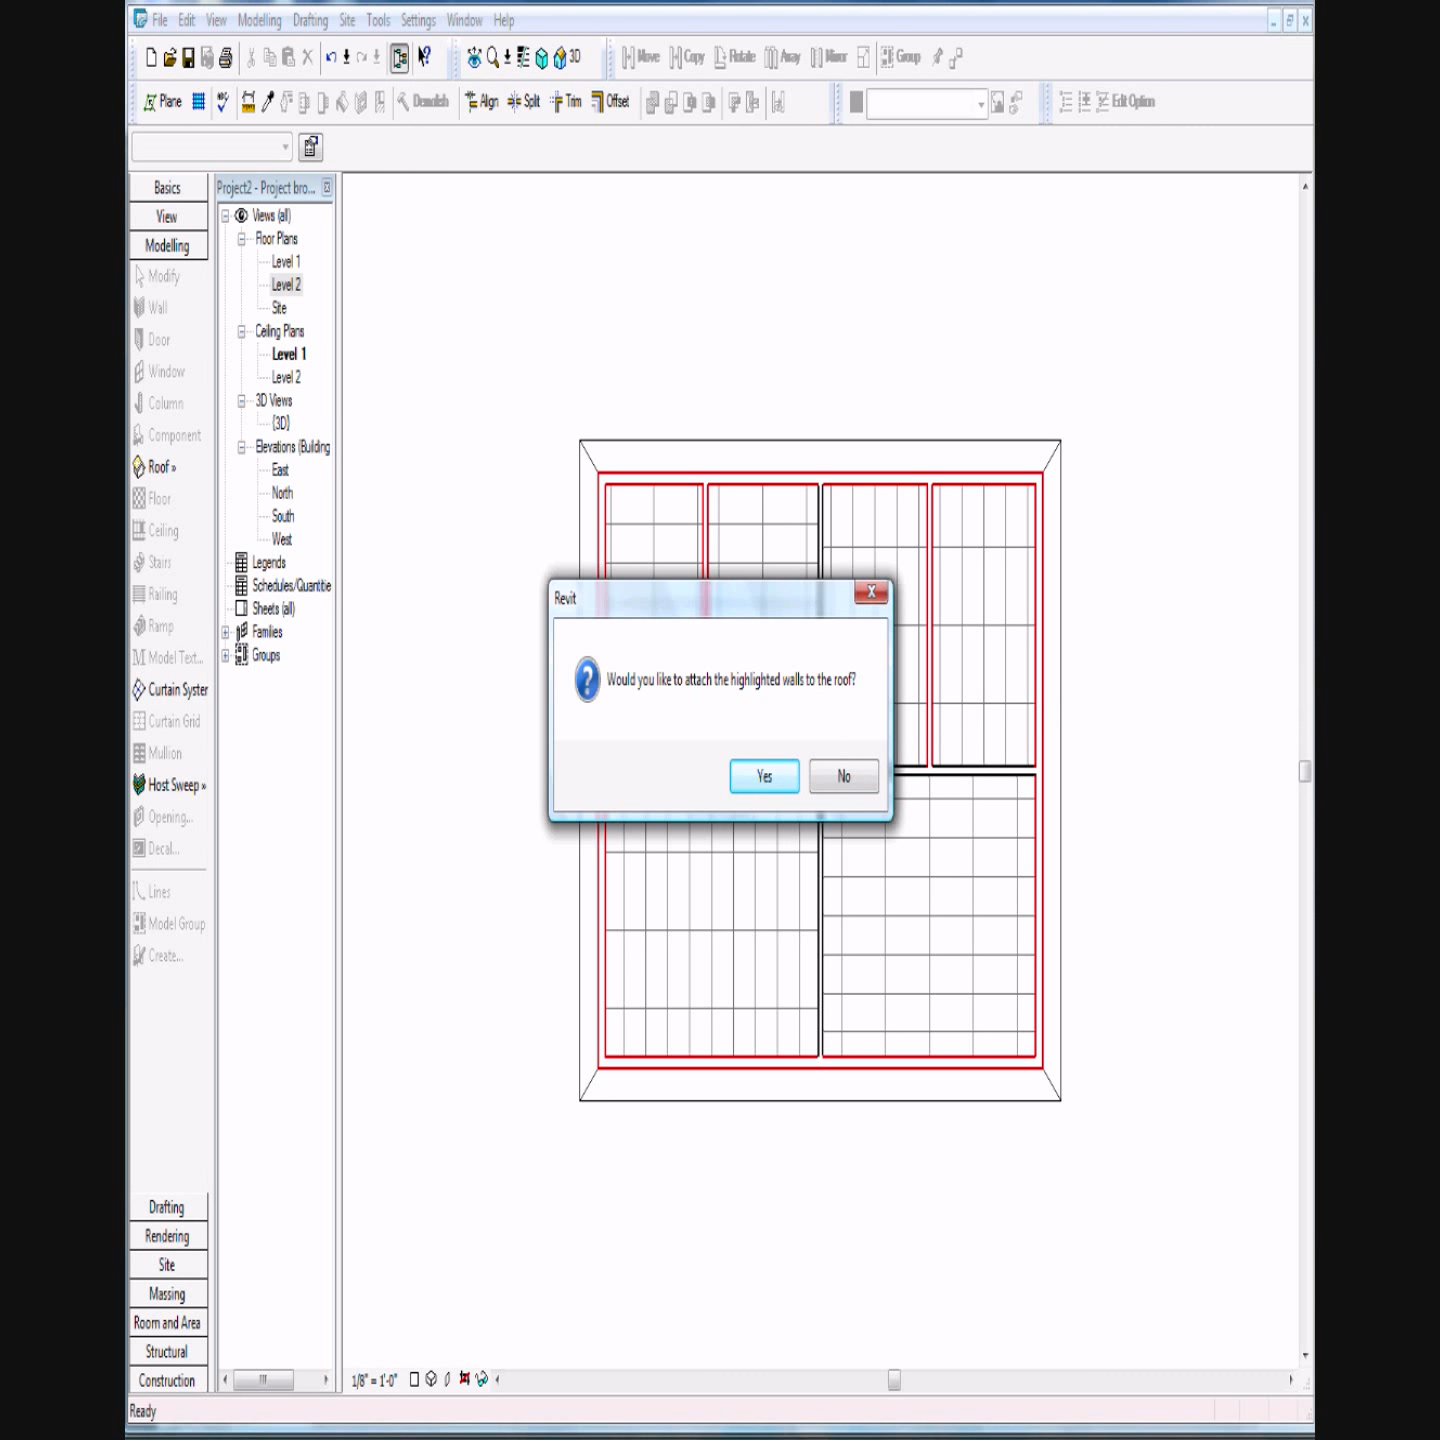 File Edit View Modelling Drafting Site Tools Settings Window Help
3D Move Copy Rotate Array Mirror Group
Plane Demolish Align Split Trim Offset Edit Option
Basics
View
Modelling
Modify
Wall
Door
Window
Column
Component
Roof »
Floor
Ceiling
Stairs
Railing
Ramp
Model Text...
Curtain Syster
Curtain Grid
Mullion
Host Sweep »
Opening...
Decal...
Lines
Model Group
Create...
Drafting
Rendering
Site
Massing
Room and Area
Structural
Construction
Project2 - Project bro...
Views (all)
Floor Plans
Level 1
Level 2
Site
Ceiling Plans
Level 1
Level 2
3D Views
{3D}
Elevations (Building
East
North
South
West
Legends
Schedules/Quantitie
Sheets (all)
Families
Groups
Revit
Would you like to attach the highlighted walls to the roof?
Yes No
1/8" = 1'-0"
Ready